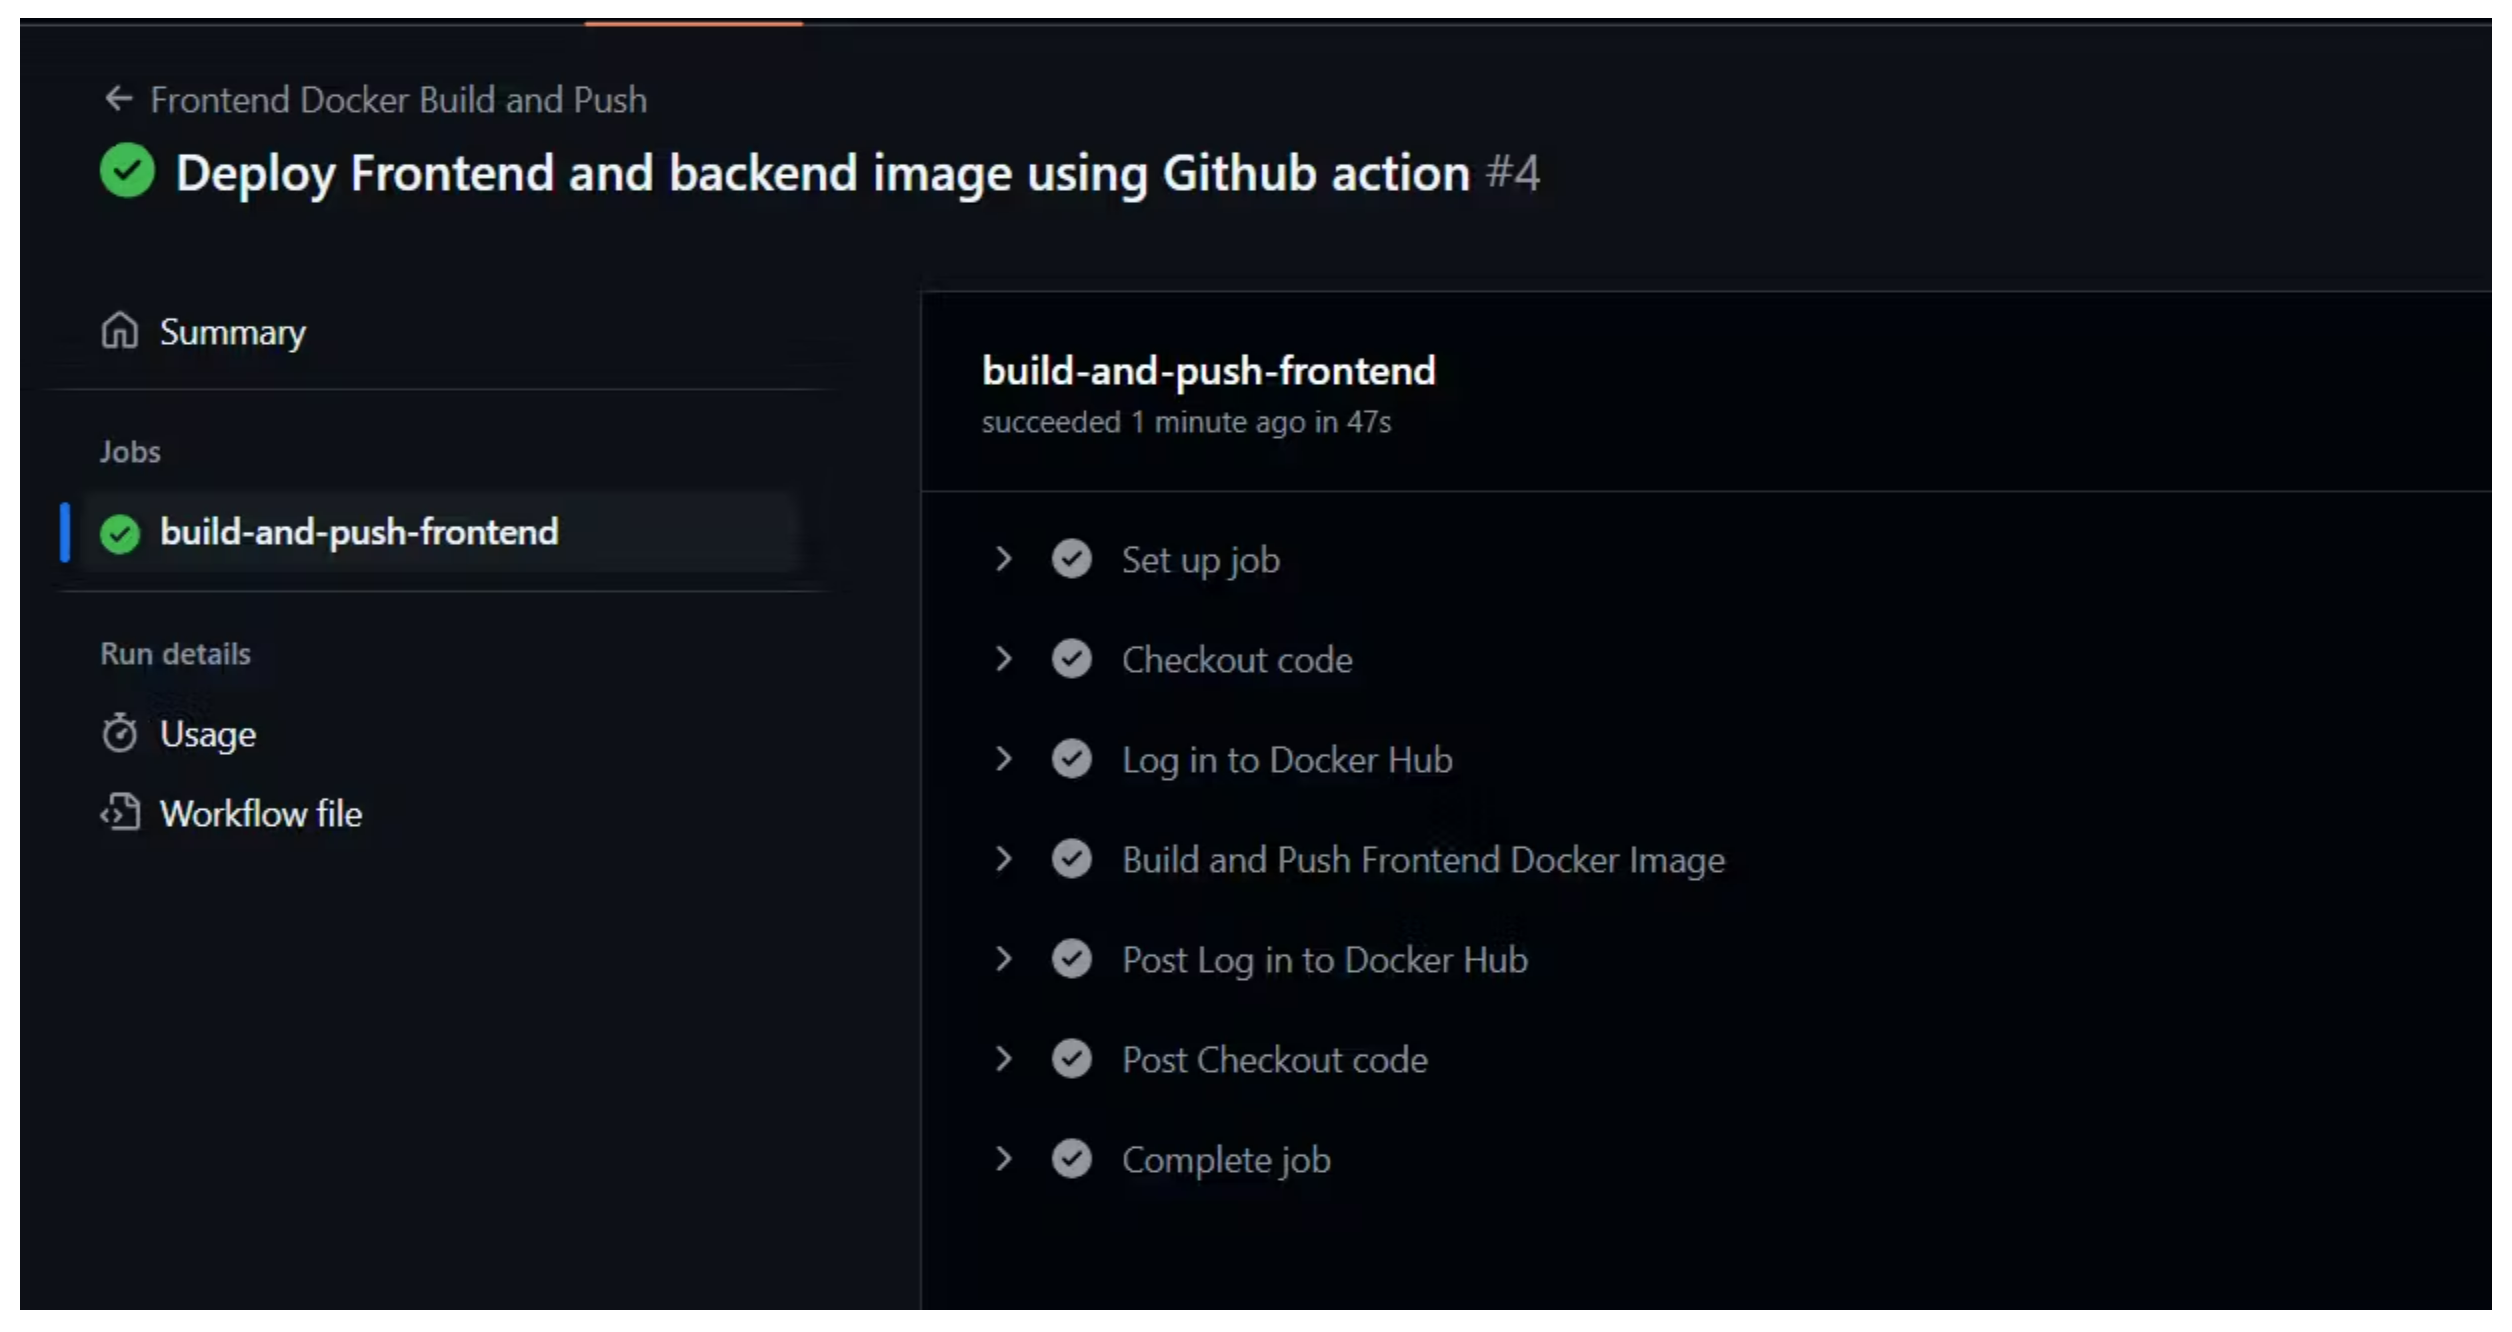 Frontend Docker Build and Push
Deploy Frontend and backend image using Github action #4
Summary
Jobs
build-and-push-frontend
Run details
Usage
Workflow file
build-and-push-frontend
succeeded 1 minute ago in 47s
Set up job
Checkout code
Log in to Docker Hub
Build and Push Frontend Docker Image
Post Log in to Docker Hub
Post Checkout code
Complete job